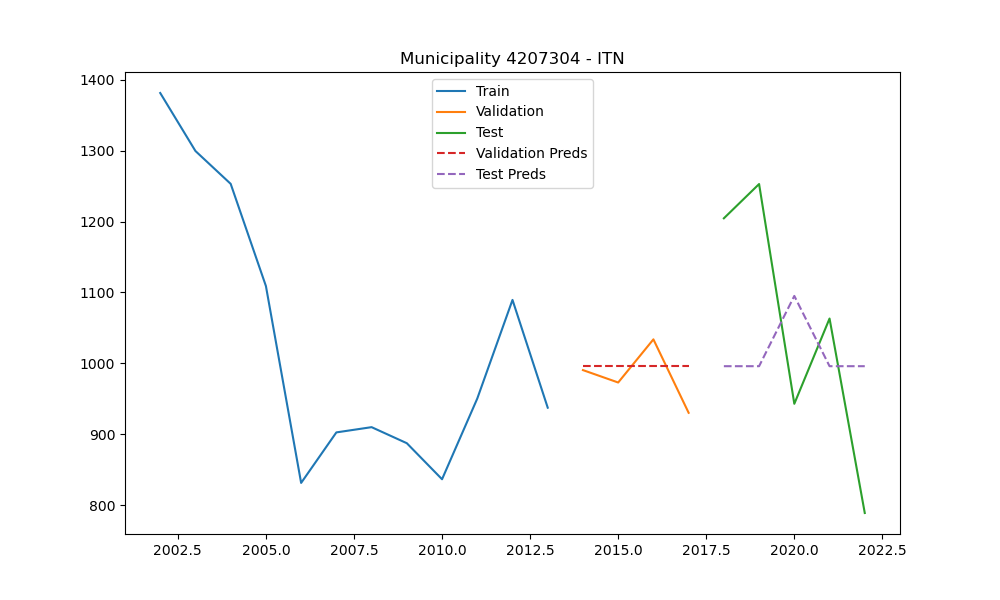 Municipality 4207304 - ITN
1400
1300
1200
1100
1000
900
800
Train
Validation
Test
Validation Preds
Test Preds
2002.5 2005.0 2007.5 2010.0 2012.5 2015.0 2017.5 2020.0 2022.5